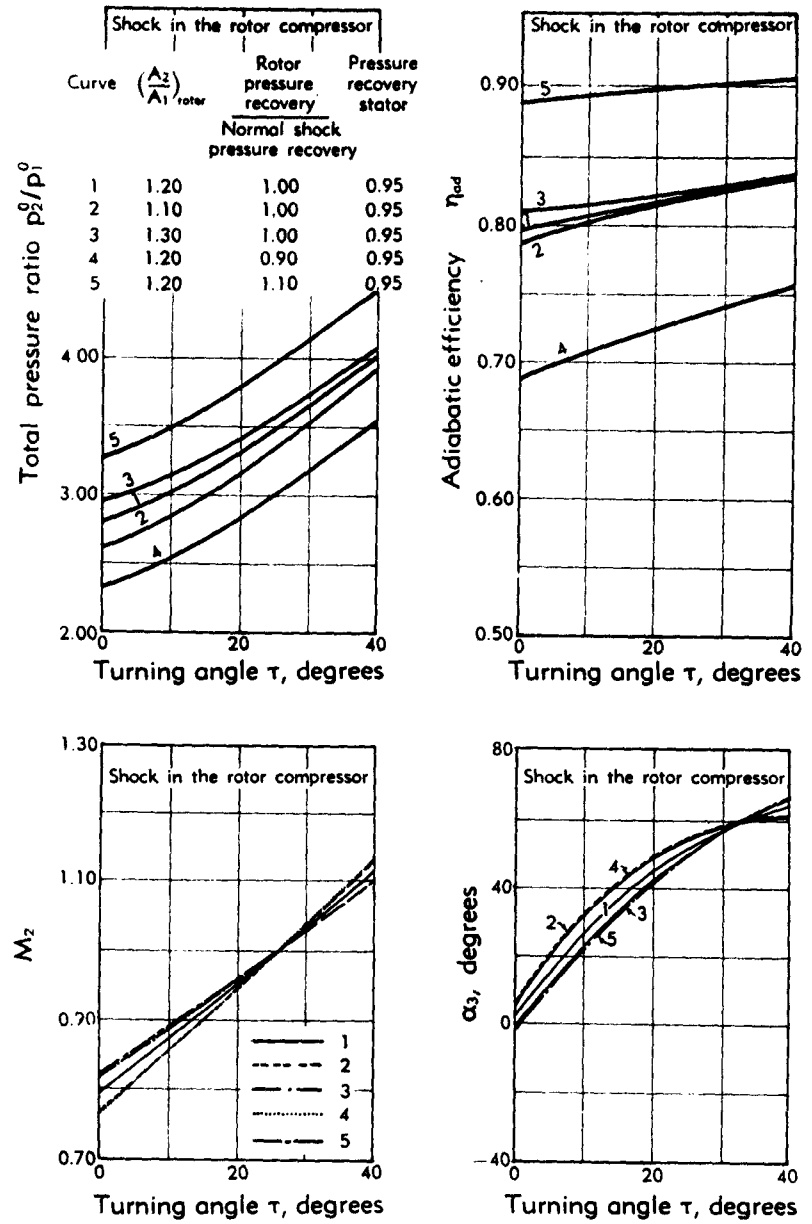 Shock in the rotor compressor
Curve (A2/A1)rotor Rotor pressure recovery / Normal shock pressure recovery Pressure recovery stator
1 1.20 1.00 0.95
2 1.10 1.00 0.95
3 1.30 1.00 0.95
4 1.20 0.90 0.95
5 1.20 1.10 0.95
Total pressure ratio p⁰₂/p⁰₁
4 00
3.00
2.00
5
3
1
2
4
0 20 40
Turning angle τ, degrees
Shock in the rotor compressor
Adiabatic efficiency ηad
0.90
0.80
0.70
0.60
0.50
5
3
1
2
4
0 20 40
Turning angle τ, degrees
1.30
1.10
0.90
0.70
M2
Shock in the rotor compressor
1
2
3
4
5
0 20 40
Turning angle τ, degrees
80
40
0
−40
α3, degrees
Shock in the rotor compressor
4
2
1
3
5
0 20 40
Turning angle τ, degrees